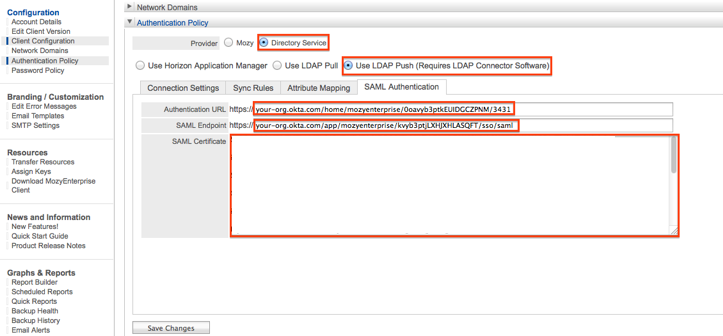 Configuration
Account Details
Edit Client Version
Client Configuration
Network Domains
Authentication Policy
Password Policy
Branding / Customization
Edit Error Messages
Email Templates
SMTP Settings
Resources
Transfer Resources
Assign Keys
Download MozyEnterprise
Client
News and Information
New Features!
Quick Start Guide
Product Release Notes
Graphs & Reports
Report Builder
Scheduled Reports
Quick Reports
Backup Health
Backup History
Email Alerts
Network Domains
Authentication Policy
Provider Mozy Directory Service
Use Horizon Application Manager Use LDAP Pull Use LDAP Push (Requires LDAP Connector Software)
Connection Settings Sync Rules Attribute Mapping SAML Authentication
Authentication URL https://your-org.okta.com/home/mozyenterprise/0oavyb3ptkEUIDGCZPNM/3431
SAML Endpoint https://your-org.okta.com/app/mozyenterprise/kvyb3ptjLXHJXHLASQFT/sso/saml
SAML Certificate
Save Changes